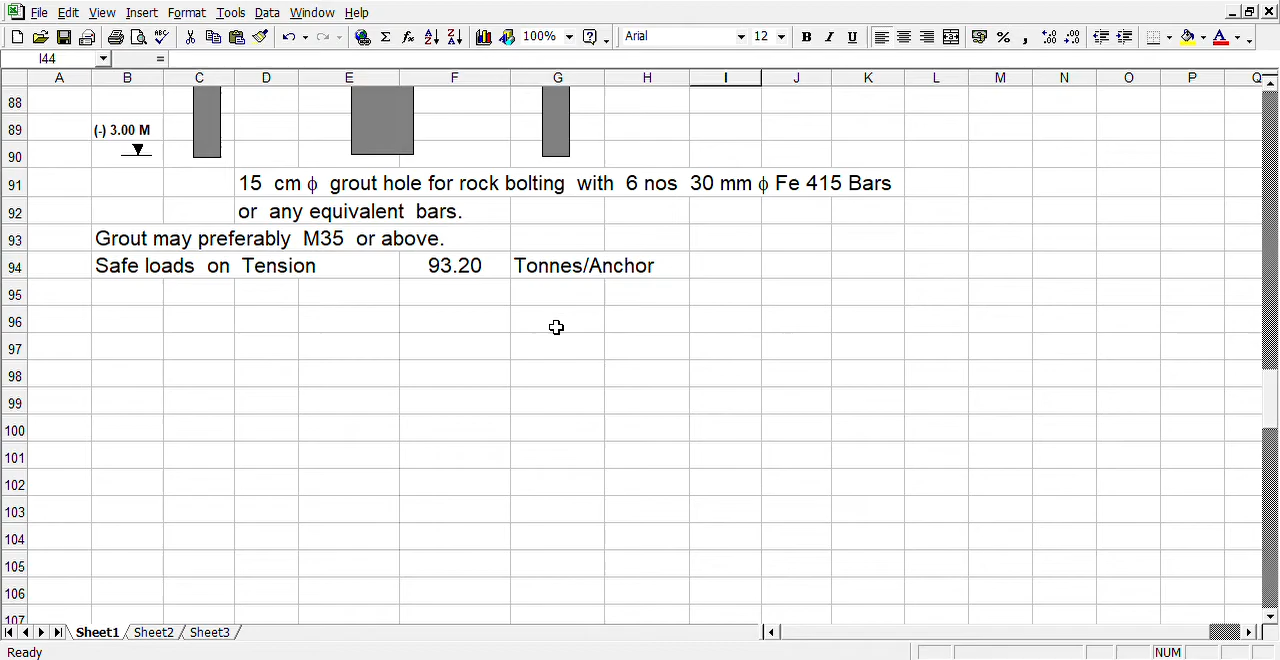 File Edit View Insert Format Tools Data Window Help
100% Arial 12 B I U
I44 =
A B C D E F G H I J K L M N O P Q
88
89 (-) 3.00 M
90
91 15 cm ϕ grout hole for rock bolting with 6 nos 30 mm ϕ Fe 415 Bars
92 or any equivalent bars.
93 Grout may preferably M35 or above.
94 Safe loads on Tension 93.20 Tonnes/Anchor
95
96
97
98
99
100
101
102
103
104
105
106
107
Sheet1 Sheet2 Sheet3
Ready NUM